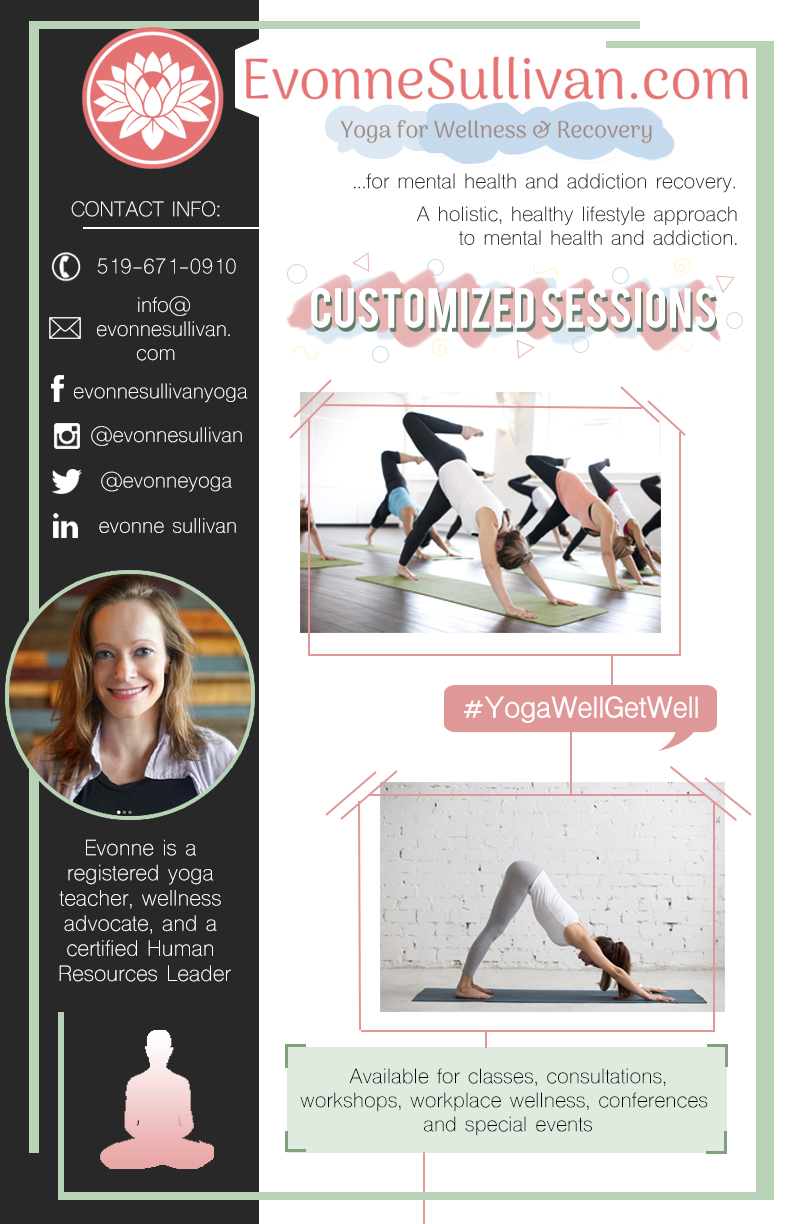 EvonneSullivan.com
Yoga for Wellness & Recovery
...for mental health and addiction recovery.
A holistic, healthy lifestyle approach
to mental health and addiction.
CUSTOMIZED SESSIONS
CONTACT INFO:
519-671-0910
info@
evonnesullivan.
com
f evonnesullivanyoga
@evonnesullivan
@evonneyoga
in evonne sullivan
#YogaWellGetWell
Evonne is a
registered yoga
teacher, wellness
advocate, and a
certified Human
Resources Leader
Available for classes, consultations,
workshops, workplace wellness, conferences
and special events